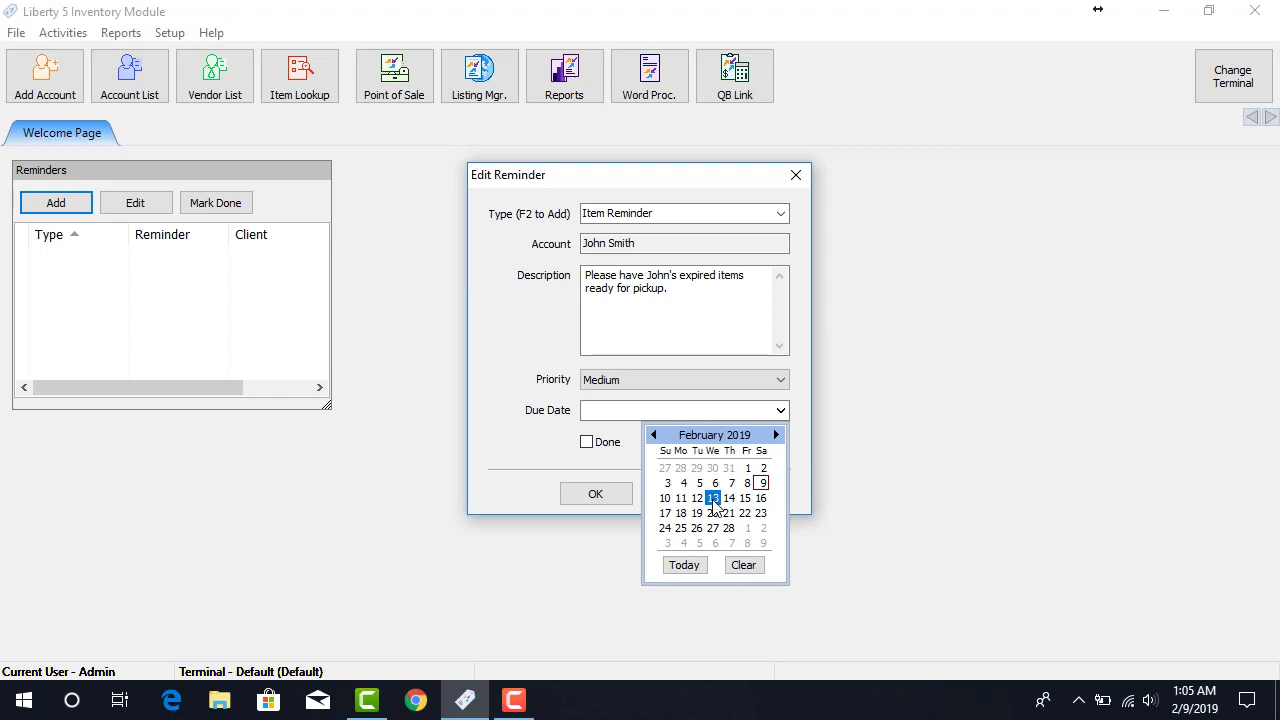 Liberty 5 Inventory Module
File Activities Reports Setup Help
Add Account Account List Vendor List Item Lookup Point of Sale Listing Mgr. Reports Word Proc. QB Link
Change
Terminal
Welcome Page
Reminders
Add Edit Mark Done
Type Reminder Client
Edit Reminder
Type (F2 to Add) Item Reminder
Account John Smith
Description Please have John's expired items
ready for pickup.
Priority Medium
Due Date
Done
OK
February 2019
Su Mo Tu We Th Fr Sa
27 28 29 30 31 1 2
3 4 5 6 7 8 9
10 11 12 13 14 15 16
17 18 19 20 21 22 23
24 25 26 27 28 1 2
3 4 5 6 7 8 9
Today Clear
Current User - Admin Terminal - Default (Default)
1:05 AM
2/9/2019